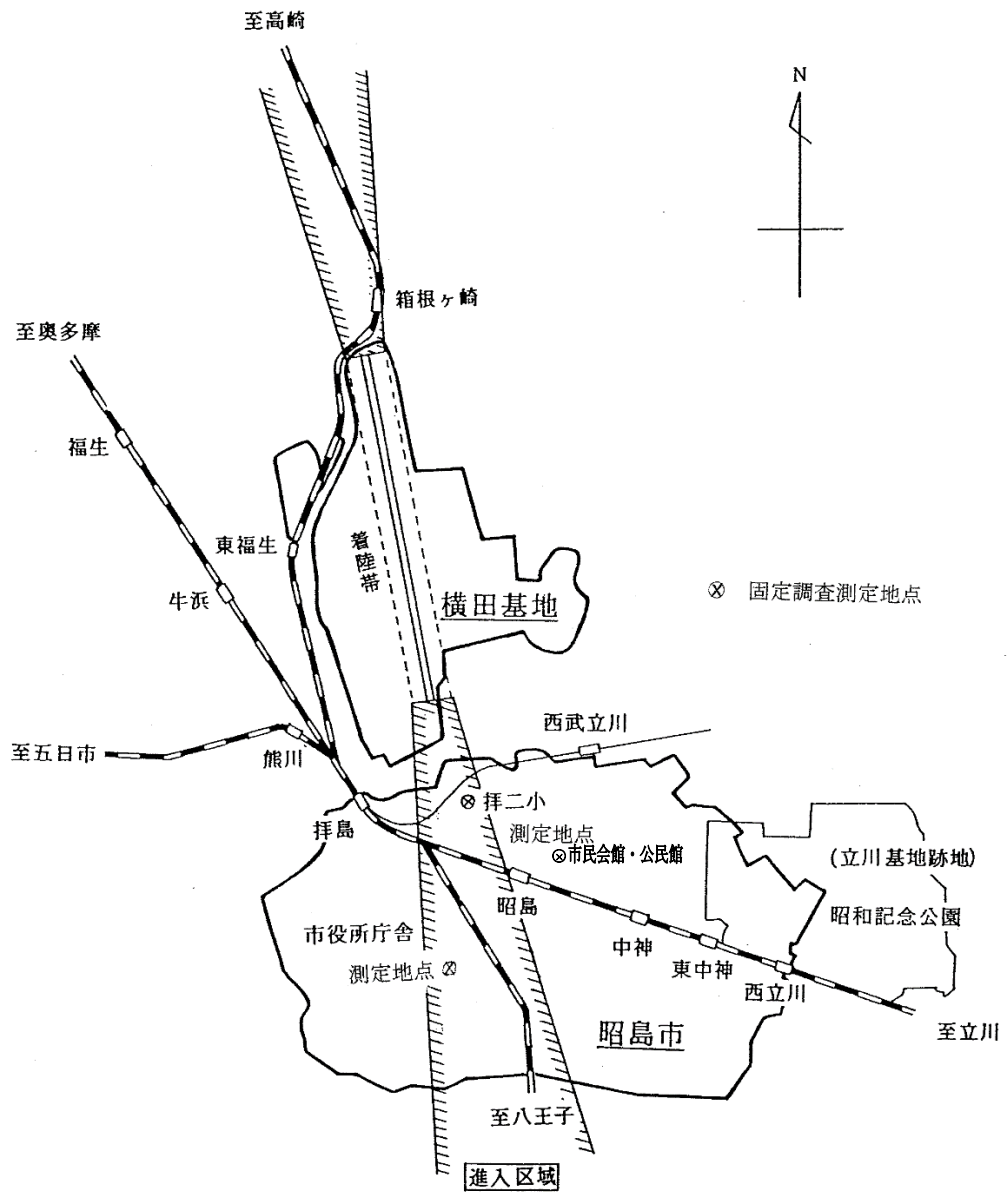 至高崎
N
箱根ヶ崎
至奥多摩
福生
東福生
着陸帯
牛浜
横田基地
⊗ 固定調査測定地点
西武立川
至五日市
熊川
拝島
⊗拝二小
測定地点
⊗市民会館・公民館
(立川基地跡地)
昭和記念公園
昭島
中神
東中神
西立川
至立川
市役所庁舎
測定地点⊗
昭島市
至八王子
進入区域